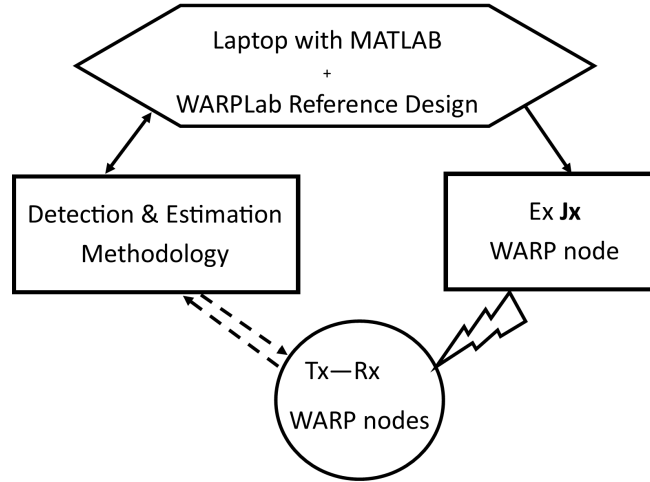 Laptop with MATLAB
+
WARPLab Reference Design
Detection & Estimation
Methodology
Ex Jx
WARP node
Tx—Rx
WARP nodes